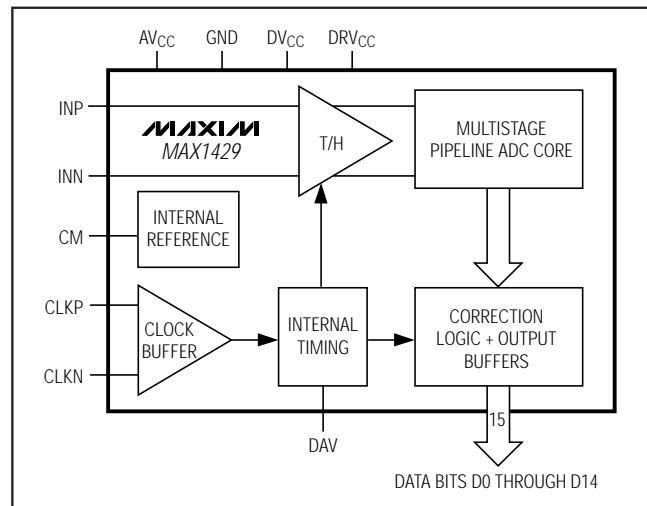 AVCC GND DVCC DRVCC
INP
MAXIM
MAX1429
T/H
MULTISTAGE
PIPELINE ADC CORE
INN
CM
INTERNAL
REFERENCE
CLKP
CLOCK
BUFFER
INTERNAL
TIMING
CORRECTION
LOGIC + OUTPUT
BUFFERS
CLKN
DAV
15
DATA BITS D0 THROUGH D14